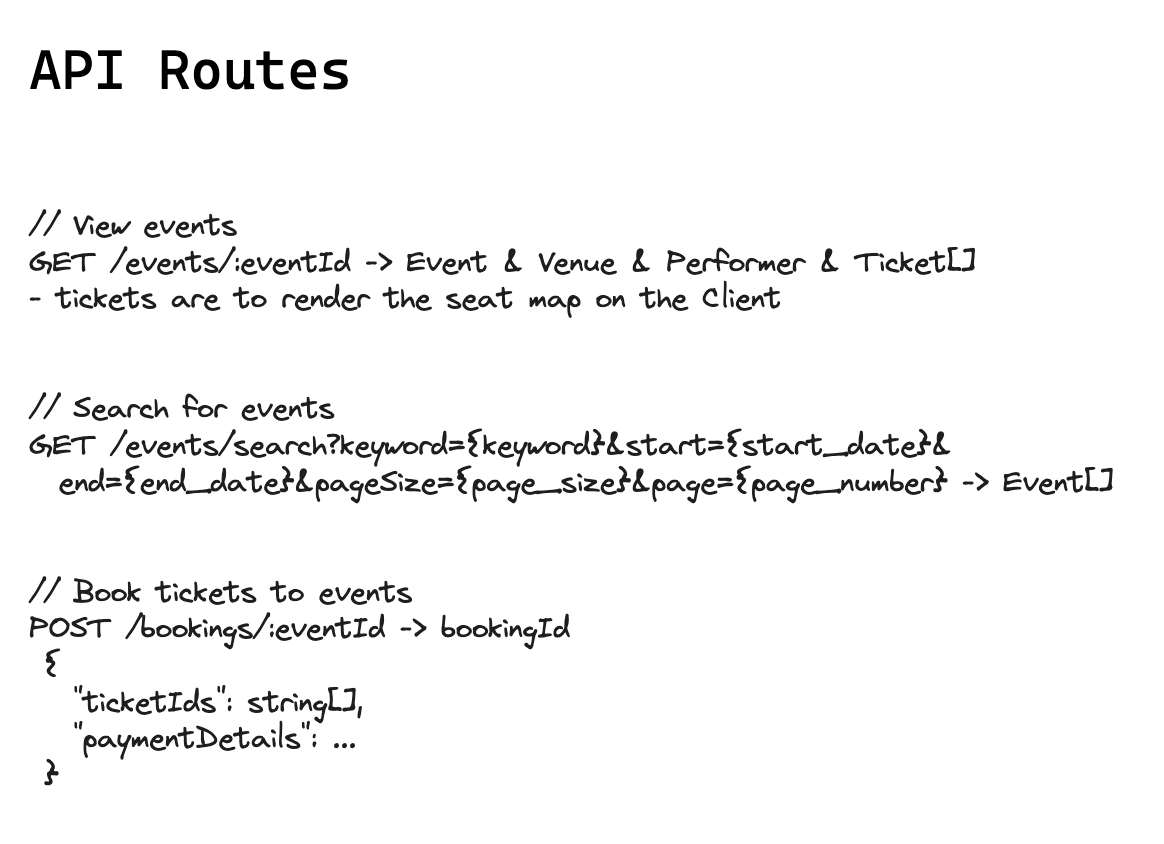 API Routes
// View events
GET /events/:eventId -> Event & Venue & Performer & Ticket[]
- tickets are to render the seat map on the Client
// Search for events
GET /events/search?keyword={keyword}&start={start_date}&
end={end_date}&pageSize={page_size}&page={page_number} -> Event[]
// Book tickets to events
POST /bookings/:eventId -> bookingId
{
"ticketIds": string[],
"paymentDetails": ...
}